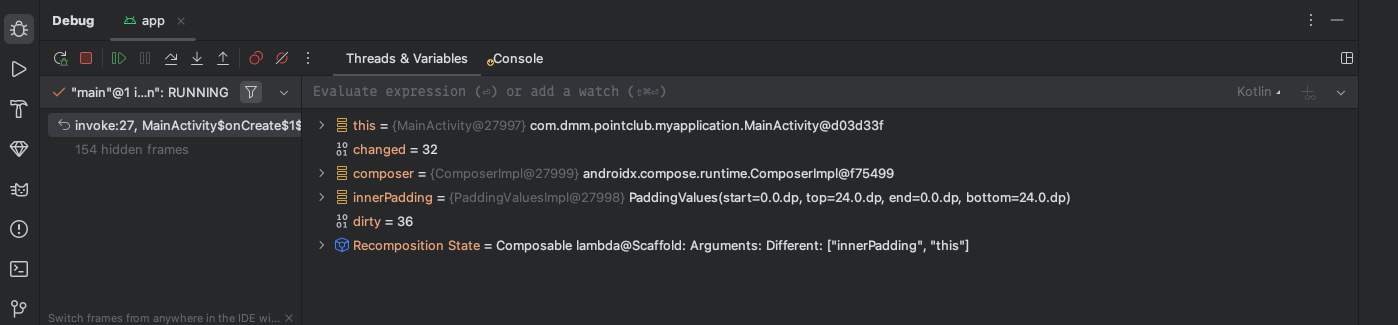 Debug app
Threads & Variables Console
"main"@1 i...n": RUNNING
Evaluate expression (⏎) or add a watch (⇧⌘⏎) Kotlin
invoke:27, MainActivity$onCreate$1$
154 hidden frames
this = {MainActivity@27997} com.dmm.pointclub.myapplication.MainActivity@d03d33f
changed = 32
composer = {ComposerImpl@27999} androidx.compose.runtime.ComposerImpl@f75499
innerPadding = {PaddingValuesImpl@27998} PaddingValues(start=0.0.dp, top=24.0.dp, end=0.0.dp, bottom=24.0.dp)
dirty = 36
Recomposition State = Composable lambda@Scaffold: Arguments: Different: ["innerPadding", "this"]
Switch frames from anywhere in the IDE wi...